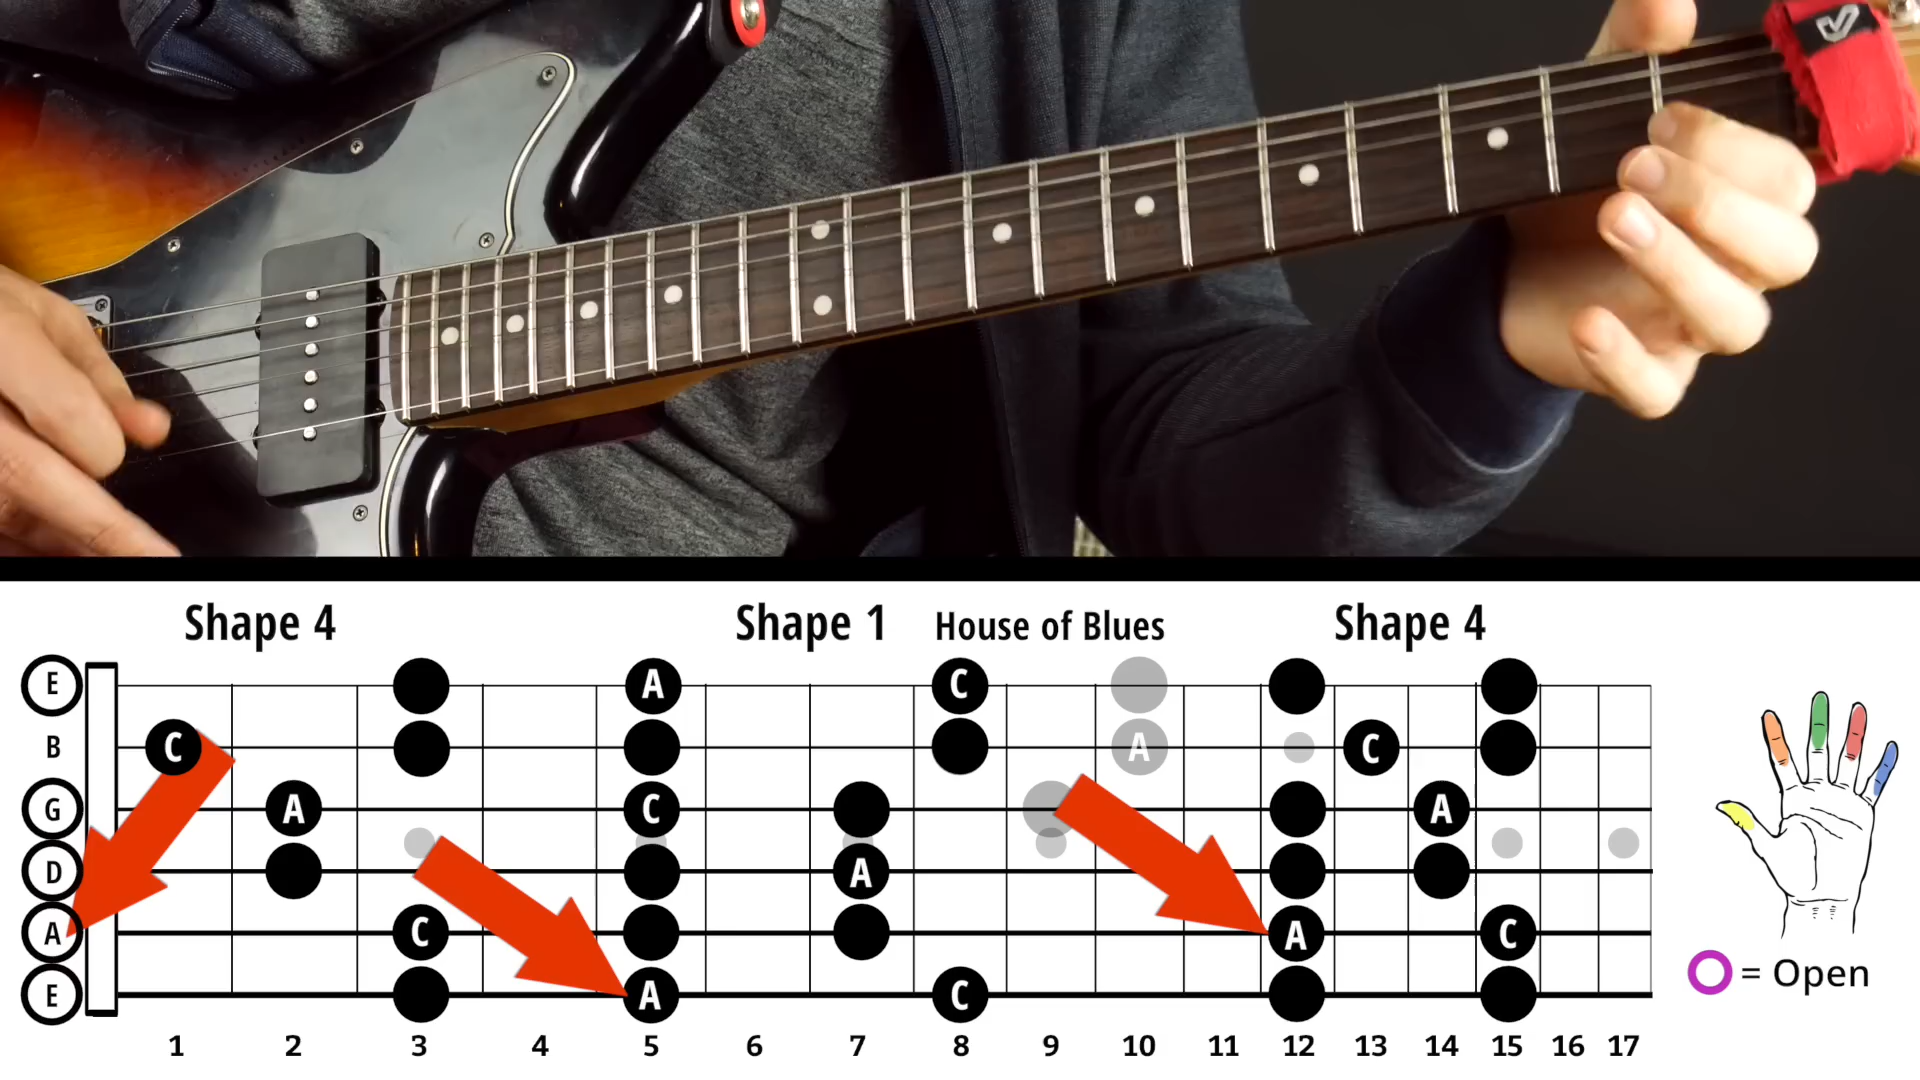 Shape 4 Shape 1 House of Blues Shape 4
E A C
B C A C
G A C A
D A
A C A C
E A C
= Open
1 2 3 4 5 6 7 8 9 10 11 12 13 14 15 16 17